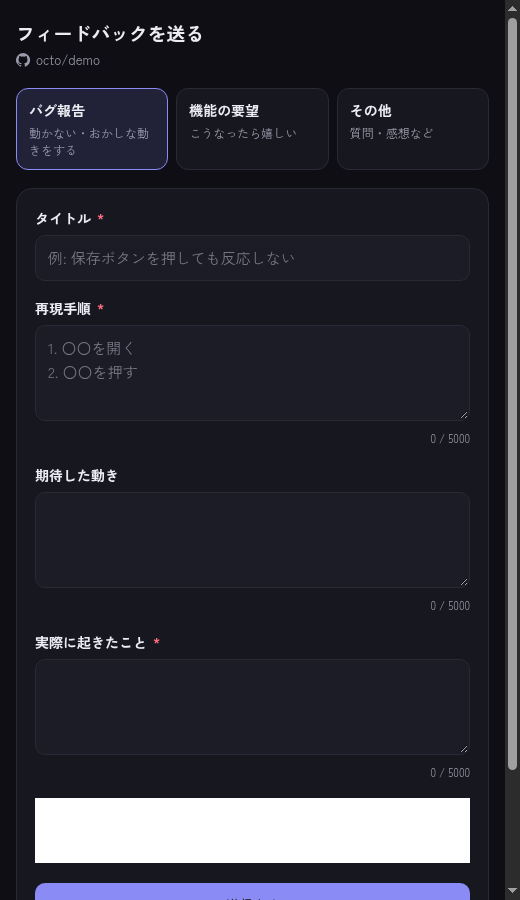 フィードバックを送る
octo/demo
バグ報告
動かない・おかしな動
きをする
機能の要望
こうなったら嬉しい
その他
質問・感想など
タイトル *
例: 保存ボタンを押しても反応しない
再現手順 *
1. 〇〇を開く
2. 〇〇を押す
0 / 5000
期待した動き
0 / 5000
実際に起きたこと *
0 / 5000